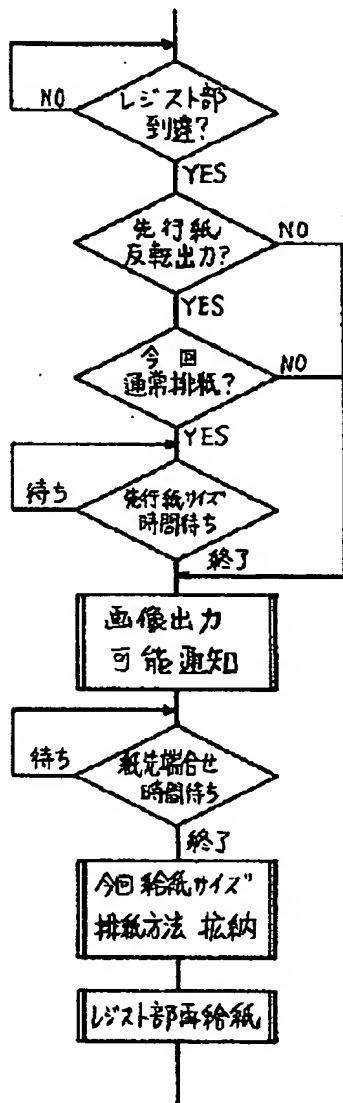 レジスト部
到達?
NO
YES
先行紙
反転出力?
NO
YES
今回
通常排紙?
NO
YES
待ち
先行紙サイズ
時間待ち
終了
画像出力
可能通知
待ち
紙先端合せ
時間待ち
終了
今回給紙サイズ
排紙方法 拡納
レジスト部再給紙